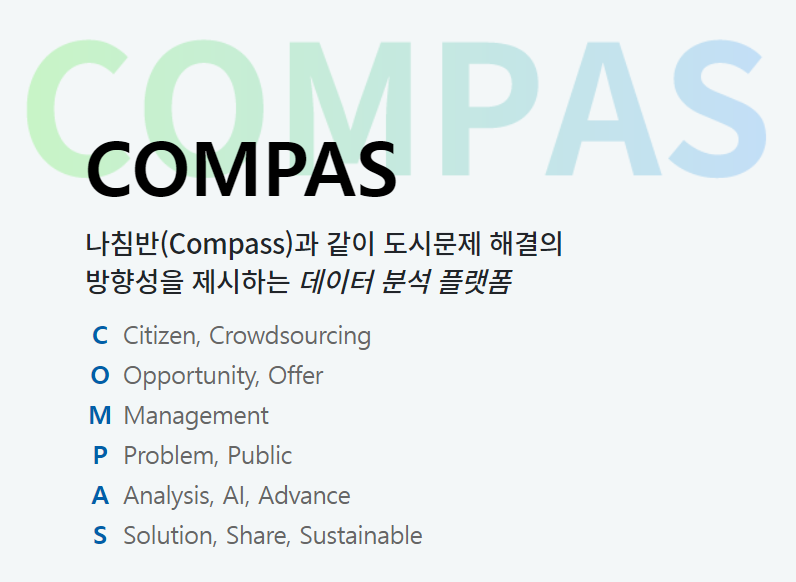 COMPAS
COMPAS
나침반(Compass)과 같이 도시문제 해결의
방향성을 제시하는 데이터 분석 플랫폼
C Citizen, Crowdsourcing
O Opportunity, Offer
M Management
P Problem, Public
A Analysis, AI, Advance
S Solution, Share, Sustainable